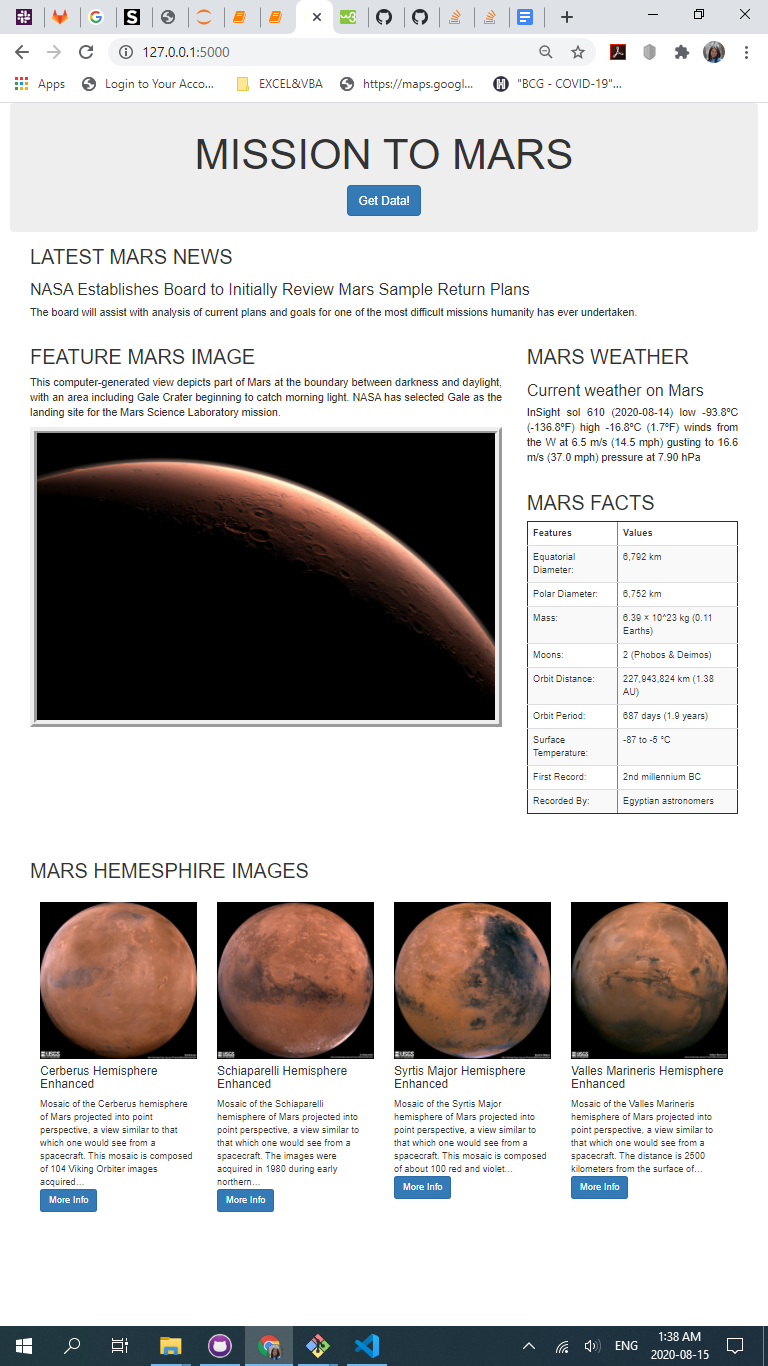 127.0.0.1:5000
Apps
Login to Your Acco...
EXCEL&VBA
https://maps.googl...
"BCG - COVID-19"...
MISSION TO MARS
Get Data!
LATEST MARS NEWS
NASA Establishes Board to Initially Review Mars Sample Return Plans
The board will assist with analysis of current plans and goals for one of the most difficult missions humanity has ever undertaken.
FEATURE MARS IMAGE
This computer-generated view depicts part of Mars at the boundary between darkness and daylight,
with an area including Gale Crater beginning to catch morning light. NASA has selected Gale as the
landing site for the Mars Science Laboratory mission.
MARS WEATHER
Current weather on Mars
InSight sol 610 (2020-08-14) low -93.8ºC
(-136.8ºF) high -16.8ºC (1.7ºF) winds from
the W at 6.5 m/s (14.5 mph) gusting to 16.6
m/s (37.0 mph) pressure at 7.90 hPa
MARS FACTS
Features Values
Equatorial Diameter: 6,792 km
Polar Diameter: 6,752 km
Mass: 6.39 × 10^23 kg (0.11 Earths)
Moons: 2 (Phobos & Deimos)
Orbit Distance: 227,943,824 km (1.38 AU)
Orbit Period: 687 days (1.9 years)
Surface Temperature: -87 to -5 °C
First Record: 2nd millennium BC
Recorded By: Egyptian astronomers
MARS HEMESPHIRE IMAGES
USGS
USGS
USGS
USGS
Cerberus Hemisphere
Enhanced
Mosaic of the Cerberus hemisphere
of Mars projected into point
perspective, a view similar to that
which one would see from a
spacecraft. This mosaic is composed
of 104 Viking Orbiter images
acquired…
More Info
Schiaparelli Hemisphere
Enhanced
Mosaic of the Schiaparelli
hemisphere of Mars projected into
point perspective, a view similar to
that which one would see from a
spacecraft. The images were
acquired in 1980 during early
northern…
More Info
Syrtis Major Hemisphere
Enhanced
Mosaic of the Syrtis Major
hemisphere of Mars projected into
point perspective, a view similar to
that which one would see from a
spacecraft. This mosaic is composed
of about 100 red and violet…
More Info
Valles Marineris Hemisphere
Enhanced
Mosaic of the Valles Marineris
hemisphere of Mars projected into
point perspective, a view similar to
that which one would see from a
spacecraft. The distance is 2500
kilometers from the surface of…
More Info
ENG
1:38 AM
2020-08-15